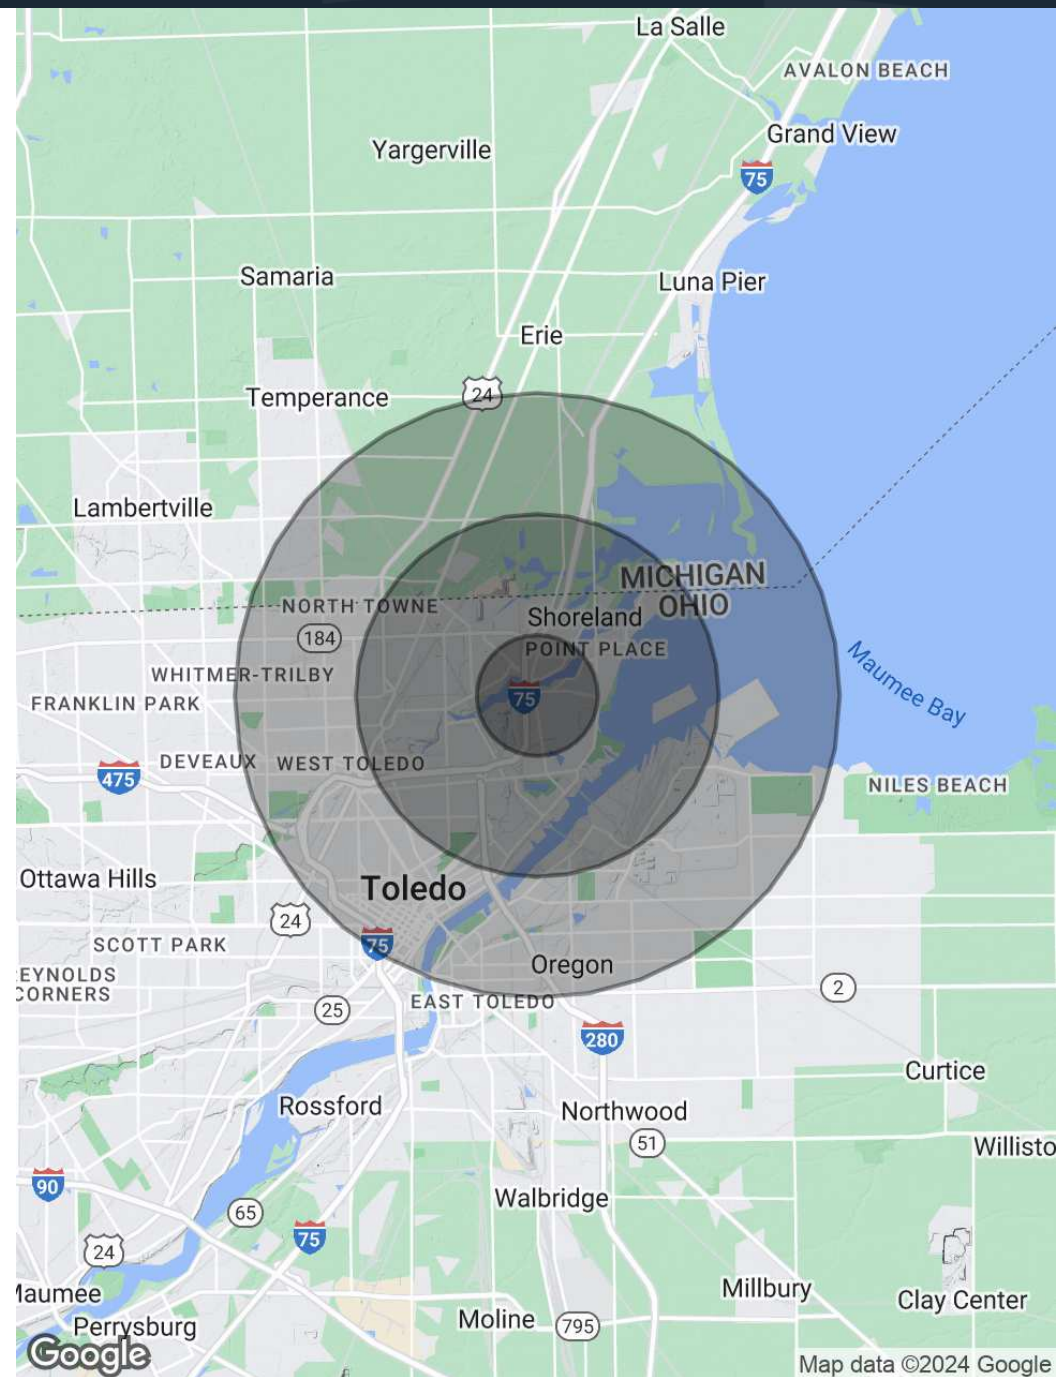 La Salle
AVALON BEACH
Grand View
Yargerville
75
Samaria
Luna Pier
Erie
24
Temperance
Lambertville
MICHIGAN
OHIO
NORTH TOWNE
Shoreland
184
POINT PLACE
WHITMER-TRILBY
Maumee Bay
FRANKLIN PARK
75
DEVEAUX
WEST TOLEDO
475
NILES BEACH
Ottawa Hills
Toledo
24
SCOTT PARK
75
Oregon
EYNOLDS
CORNERS
2
EAST TOLEDO
25
280
Curtice
Rossford
Northwood
51
Willisto
90
Walbridge
65
75
24
Millbury
Maumee
Clay Center
Moline
795
Perrysburg
Google
Map data ©2024 Google